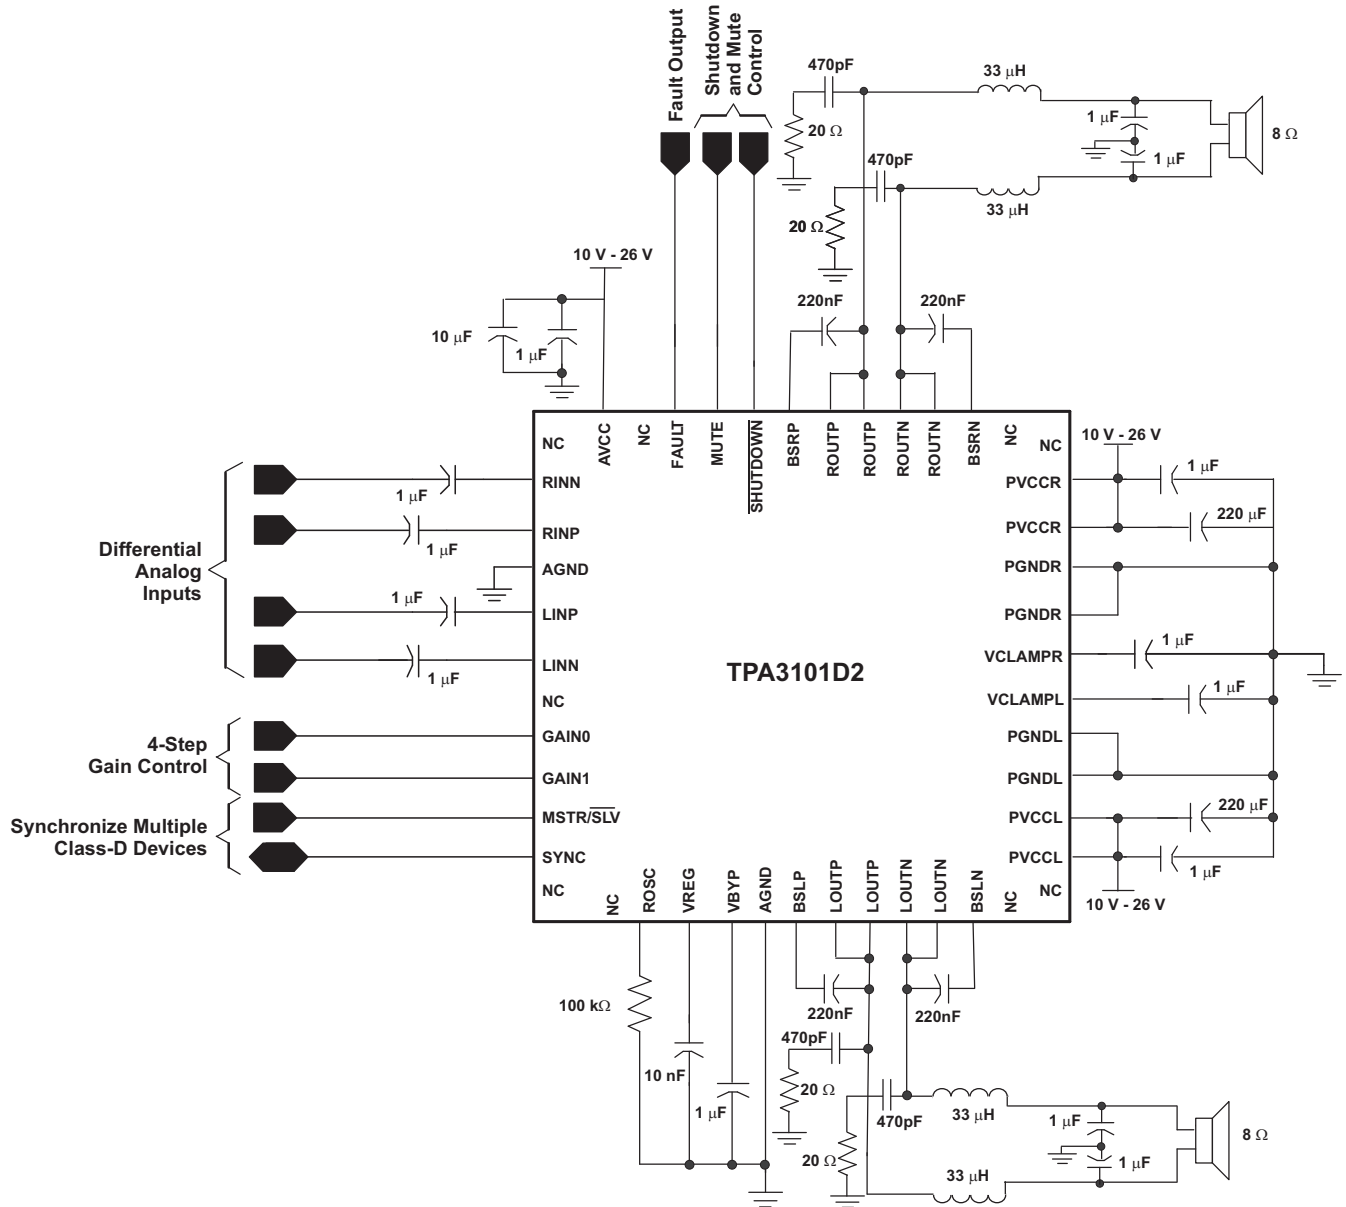 Fault Output
Shutdown
and Mute
Control
470pF
33 μH
20 Ω
1 μF
8 Ω
1 μF
470pF
33 μH
20 Ω
10 V - 26 V
220nF
220nF
10 μF
1 μF
NC
AVCC
NC
FAULT
MUTE
SHUTDOWN
BSRP
ROUTP
ROUTP
ROUTN
ROUTN
BSRN
NC
NC
10 V - 26 V
Differential
Analog
Inputs
1 μF
RINN
1 μF
RINP
AGND
1 μF
LINP
1 μF
LINN
NC
4-Step
Gain Control
GAIN0
GAIN1
Synchronize Multiple
Class-D Devices
MSTR/SLV
SYNC
NC
TPA3101D2
PVCCR
1 μF
PVCCR
220 μF
PGNDR
PGNDR
VCLAMPR
1 μF
VCLAMPL
1 μF
PGNDL
PGNDL
PVCCL
220 μF
PVCCL
1 μF
NC
10 V - 26 V
NC
ROSC
VREG
VBYP
AGND
BSLP
LOUTP
LOUTP
LOUTN
LOUTN
BSLN
NC
100 kΩ
10 nF
1 μF
220nF
220nF
470pF
20 Ω
470pF
20 Ω
33 μH
1 μF
8 Ω
1 μF
33 μH